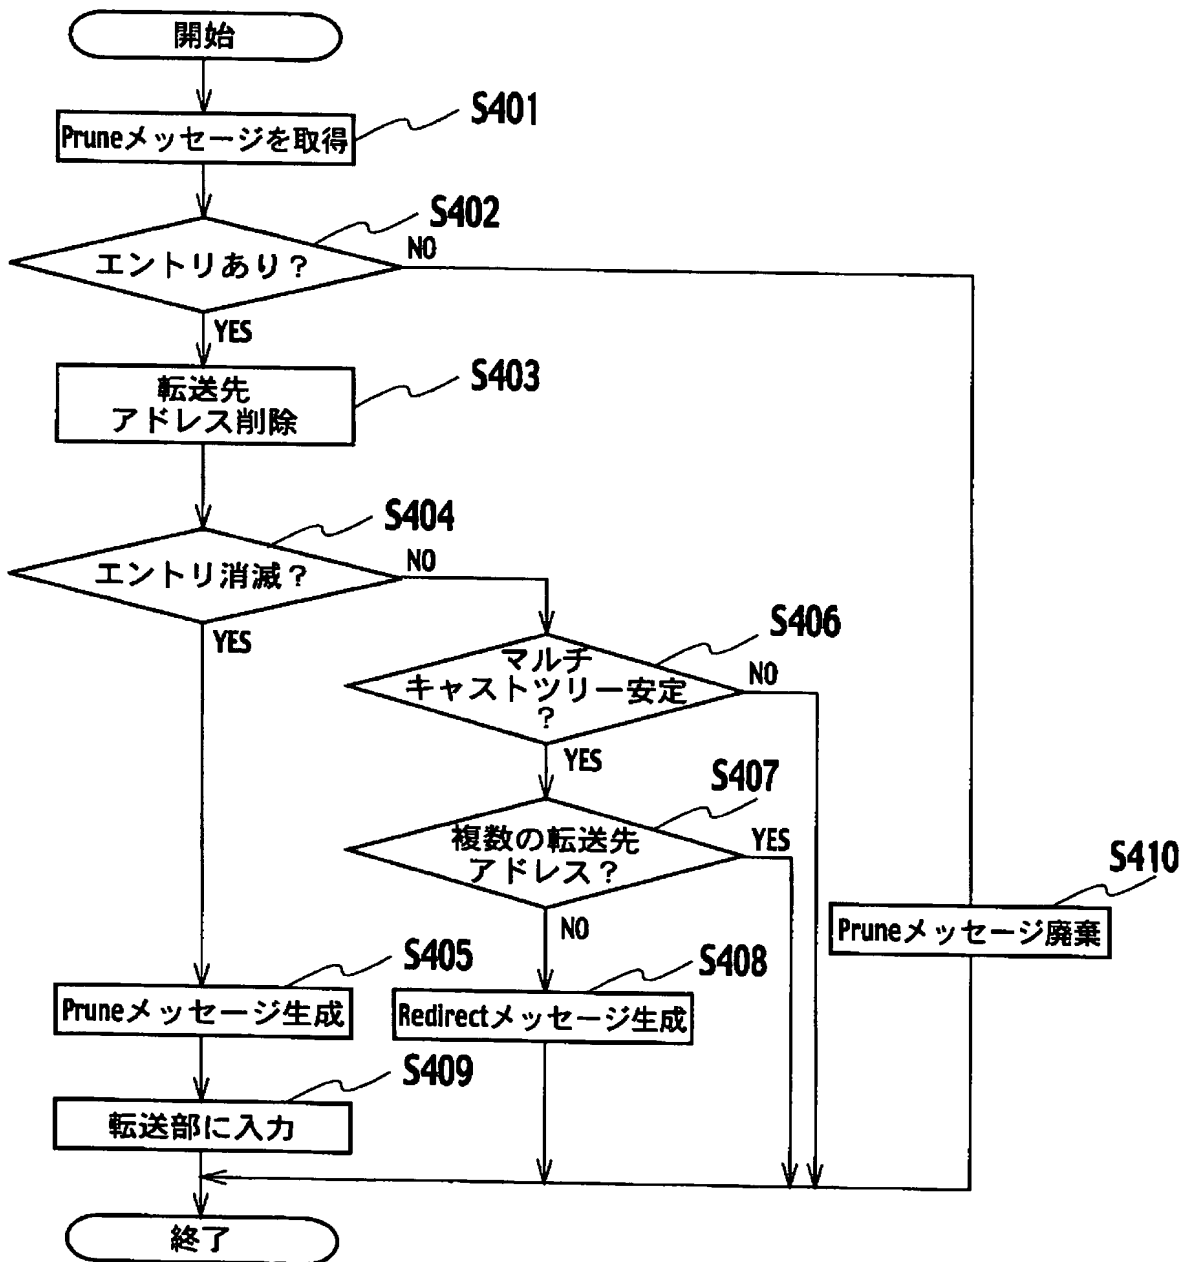 開始
S401
Pruneメッセージを取得
S402
エントリあり？
NO
YES
S403
転送先
アドレス削除
S404
エントリ消滅？
NO
YES
S406
マルチ
キャストツリー安定
？
NO
YES
S407
複数の転送先
アドレス？
YES
NO
S410
Pruneメッセージ廃棄
S405
Pruneメッセージ生成
S408
Redirectメッセージ生成
S409
転送部に入力
終了